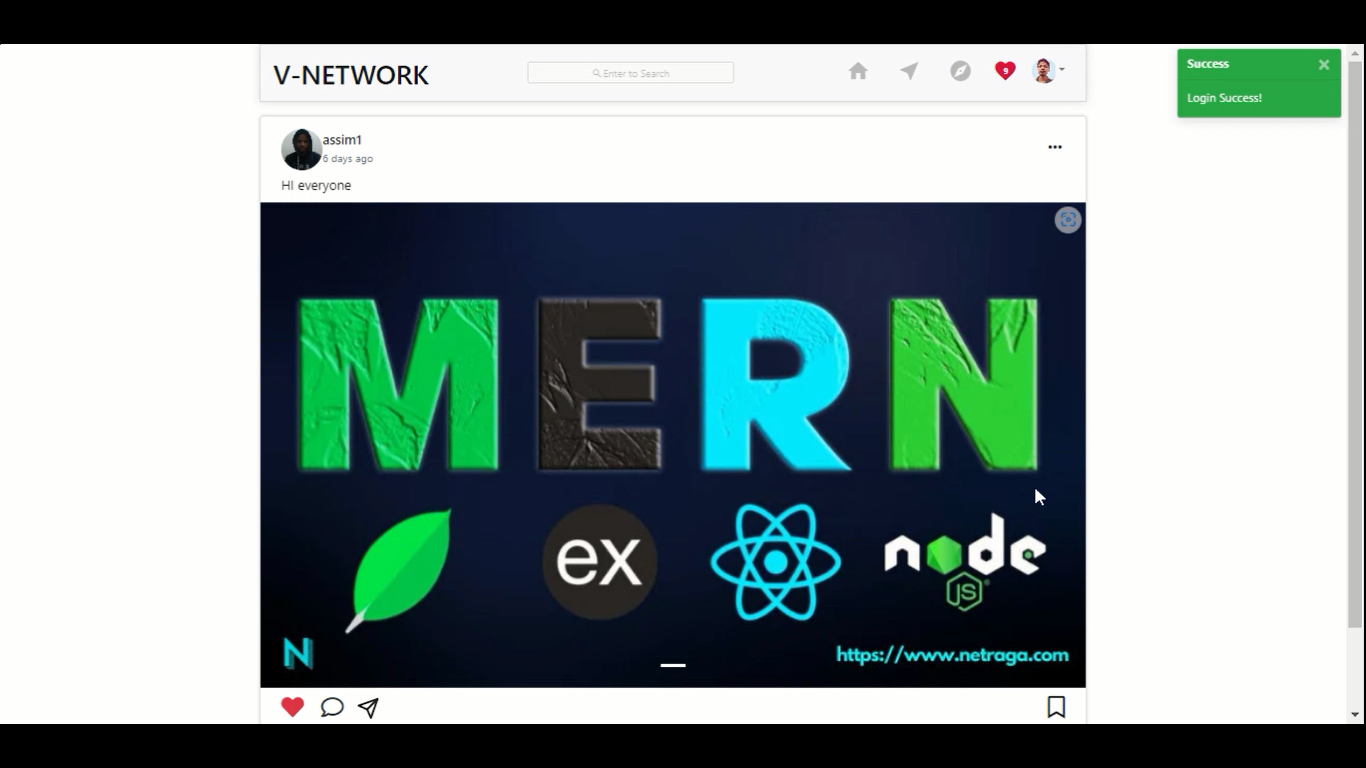 V-NETWORK
Enter to Search
9
Success
Login Success!
assim1
6 days ago
HI everyone
MERN
ex
node
JS
N
https://www.netraga.com